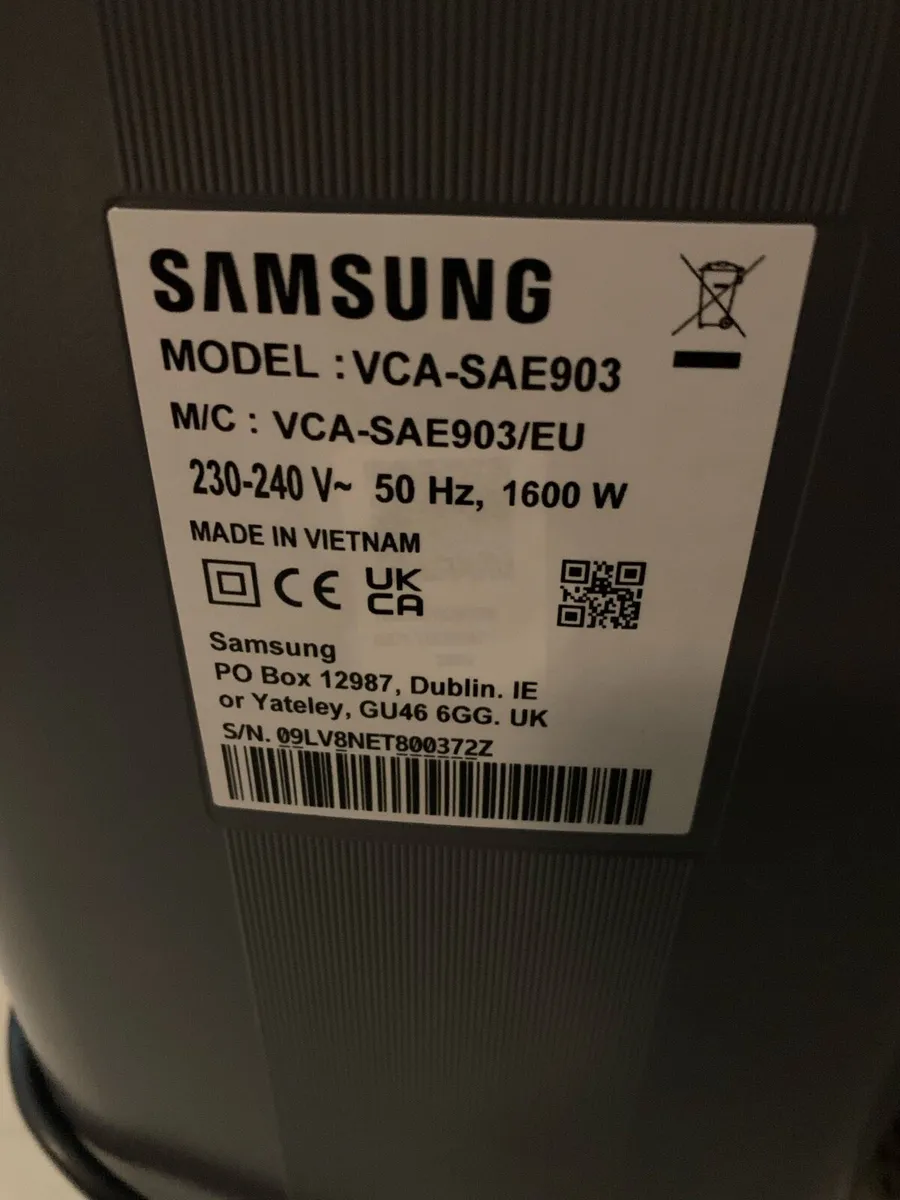 SAMSUNG
MODEL : VCA-SAE903
M/C : VCA-SAE903/EU
230-240 V~ 50 Hz, 1600 W
MADE IN VIETNAM
CE UK CA
Samsung
PO Box 12987, Dublin. IE
or Yateley, GU46 6GG. UK
S/N. 09LV8NET800372Z